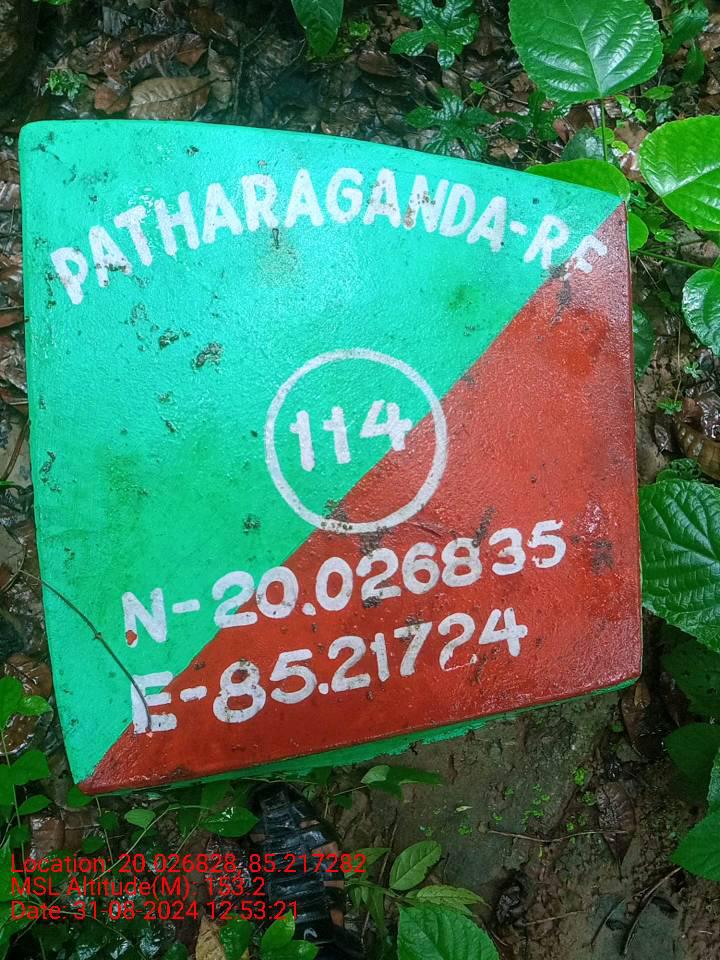 PATHARAGANDA-RF
114
N-20.026835
E-85.21724
Location: 20.026828, 85.217282
MSL Altitude(M): 153.2
Date: 31-08-2024 12:53:21